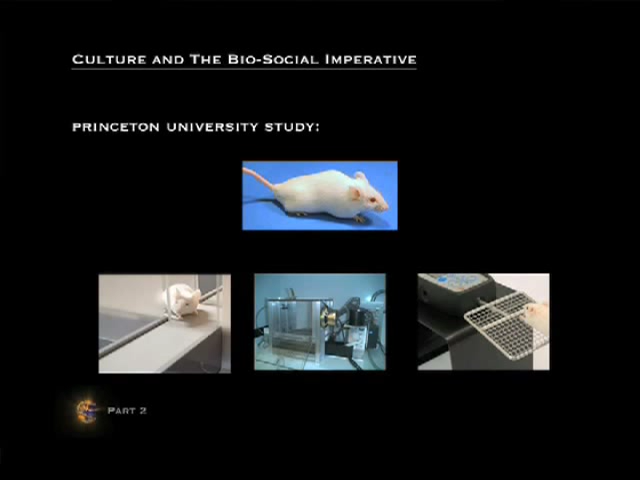 Culture and The Bio-Social Imperative
princeton university study:
Part 2